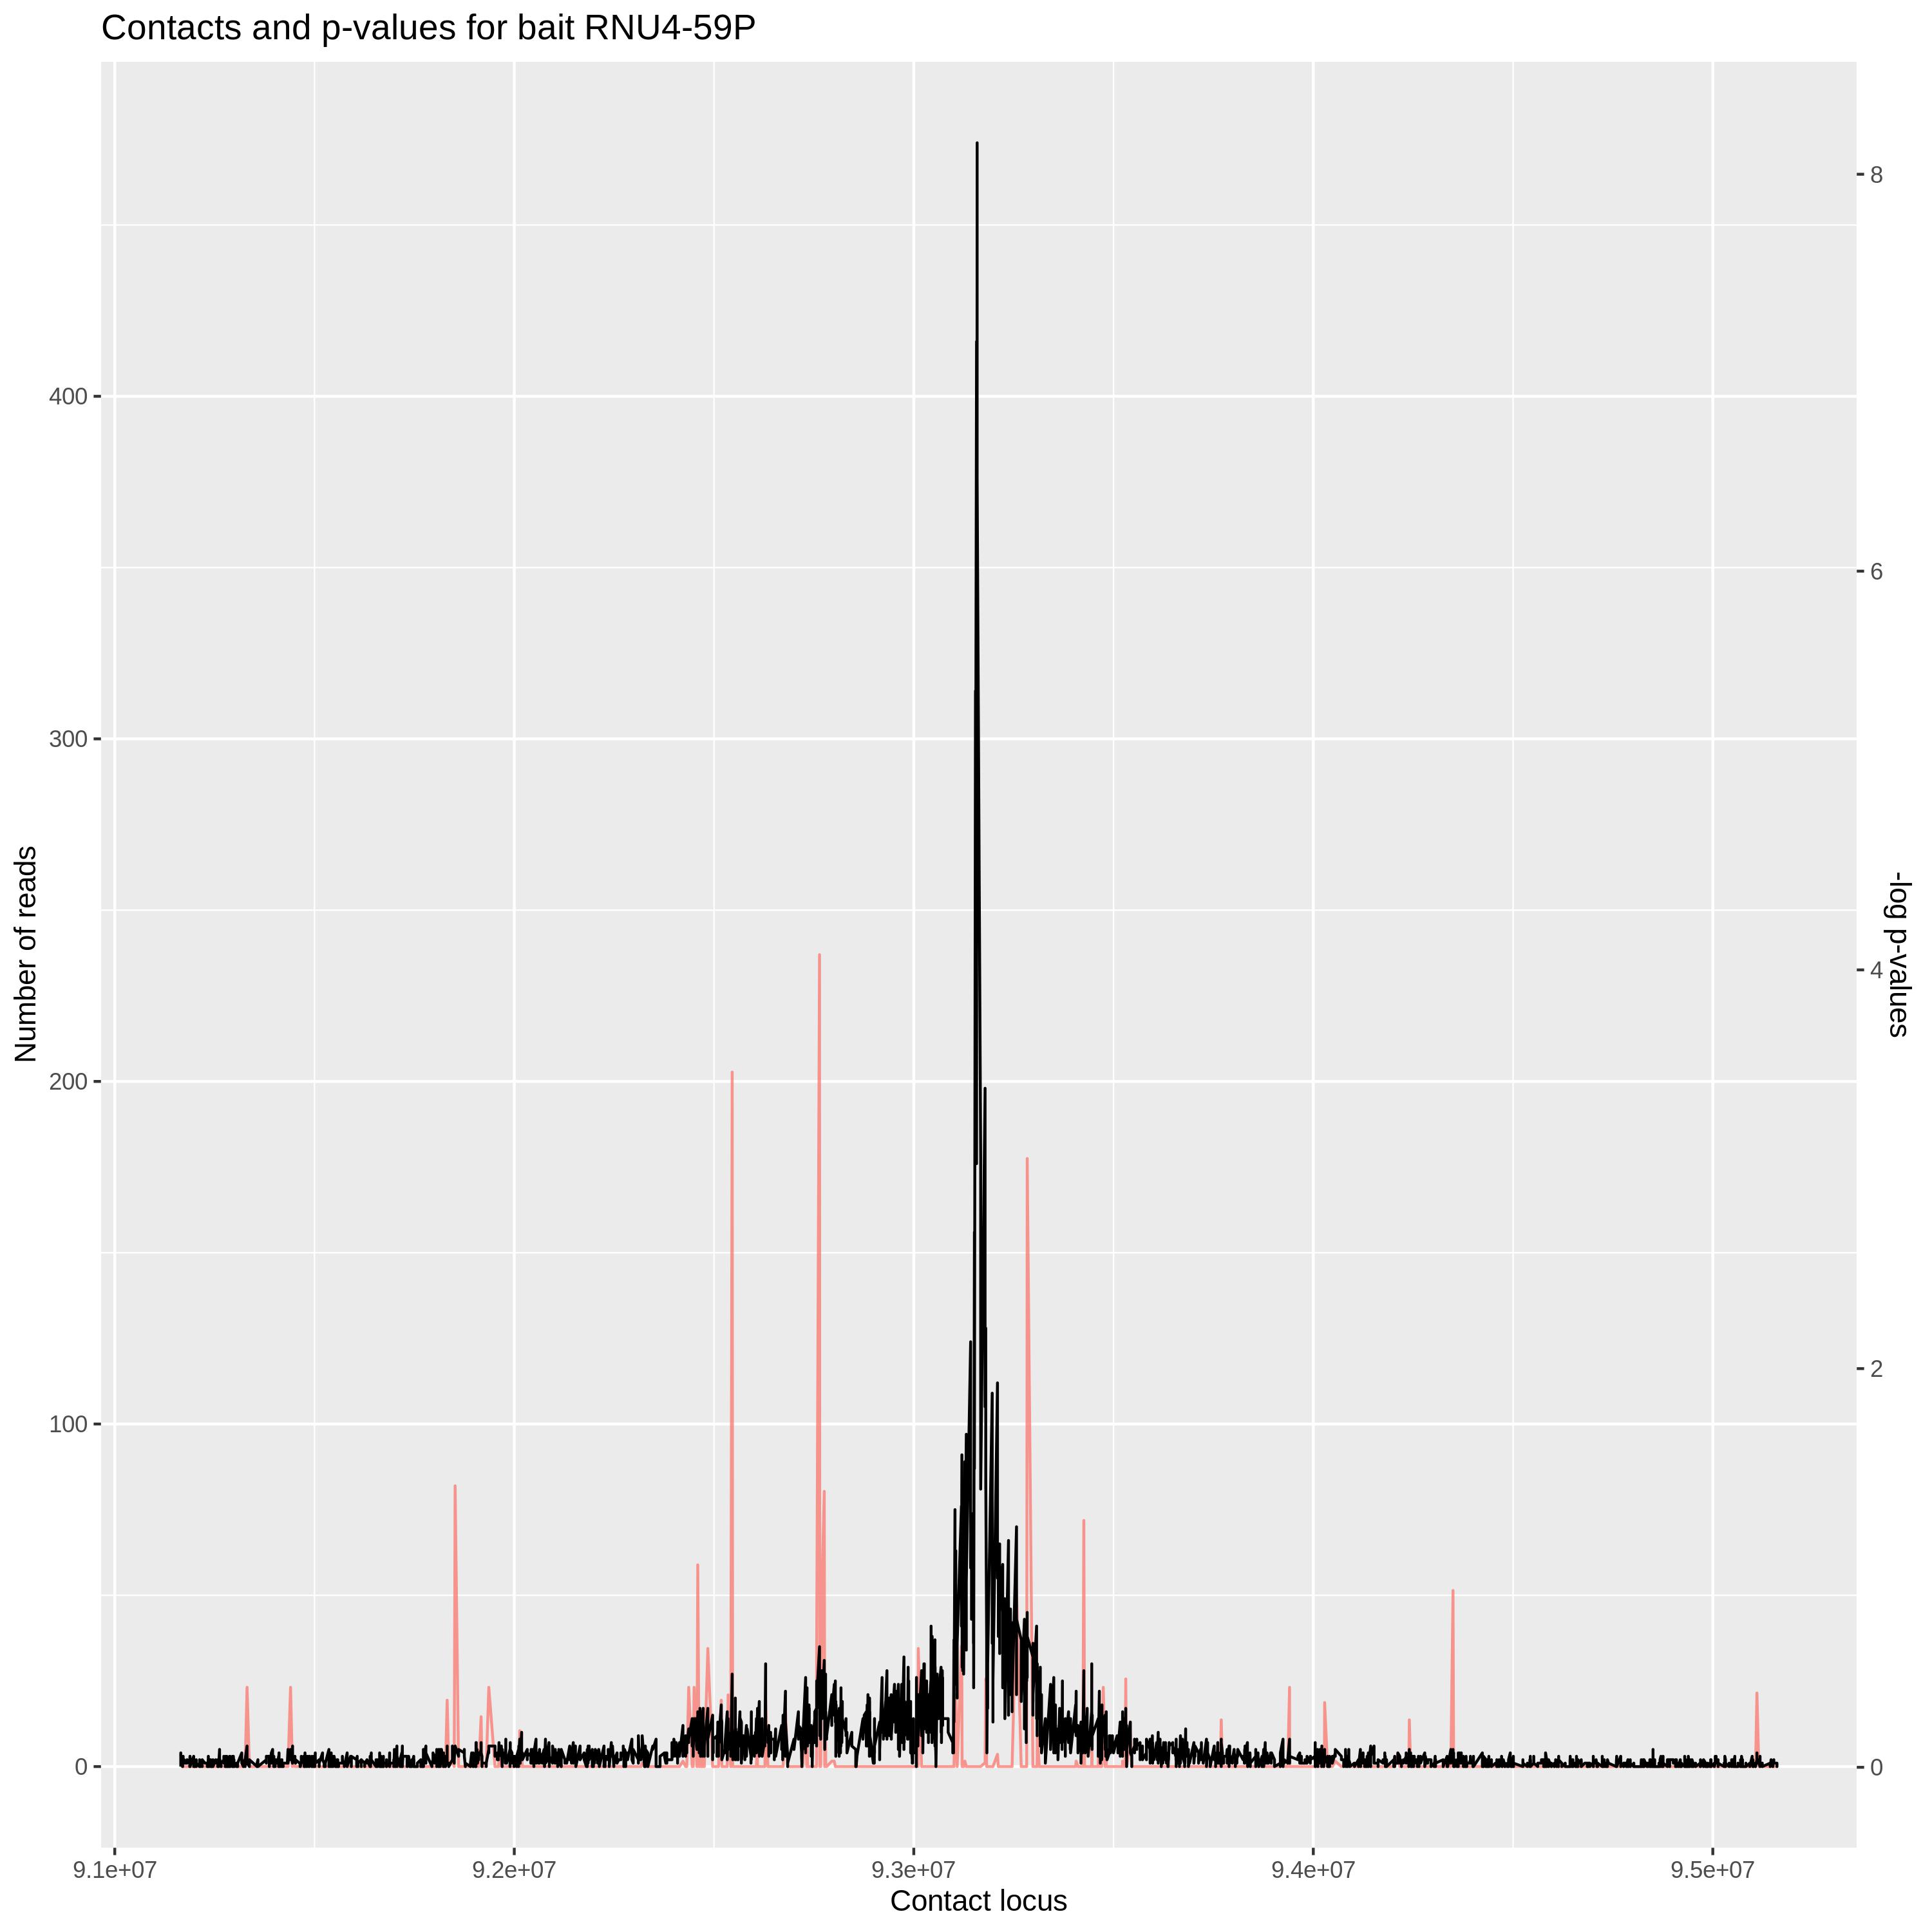 Contacts and p-values for bait RNU4-59P
8
400
6
300
Number of reads
-log p-values
4
200
2
100
0
0
9.1e+07
9.2e+07
9.3e+07
9.4e+07
9.5e+07
Contact locus